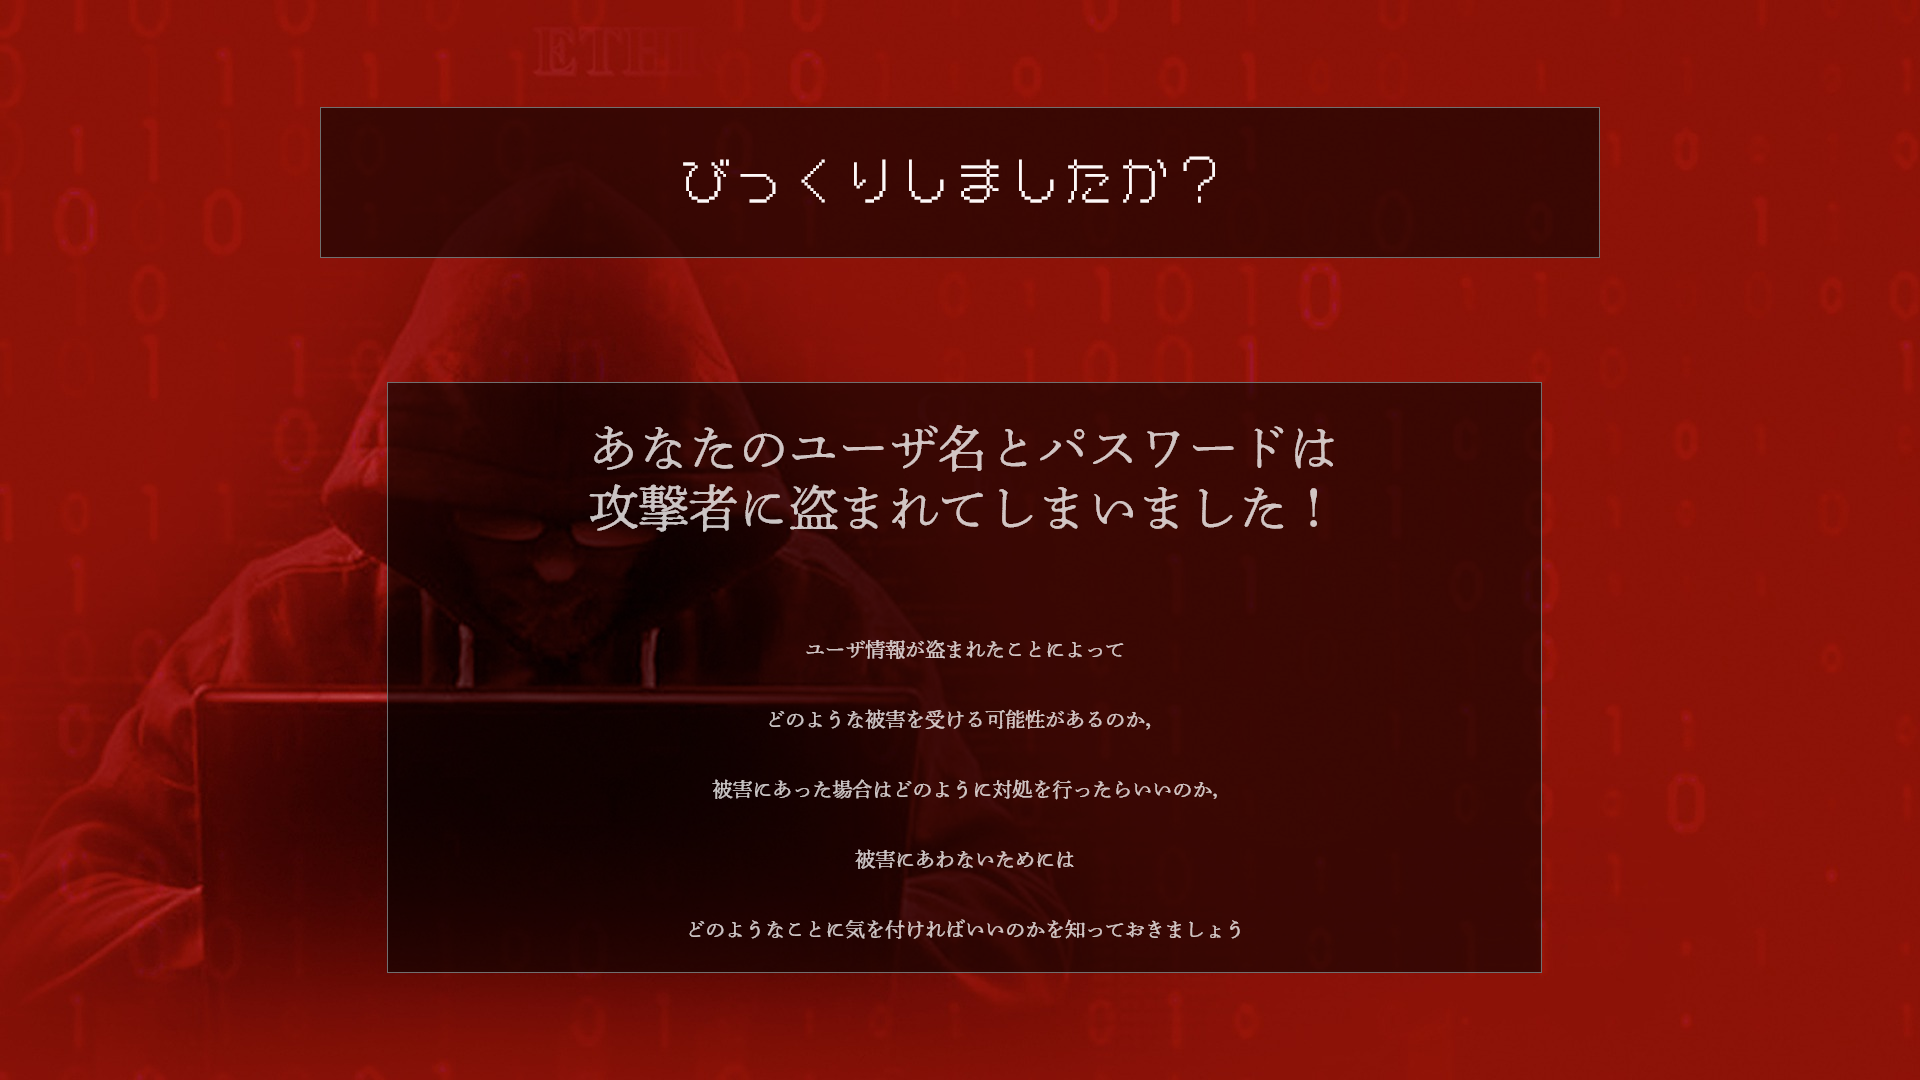 びっくりしましたか？
あなたのユーザ名とパスワードは
攻撃者に盗まれてしまいました！
ユーザ情報が盗まれたことによって
どのような被害を受ける可能性があるのか，
被害にあった場合はどのように対処を行ったらいいのか，
被害にあわないためには
どのようなことに気を付ければいいのかを知っておきましょう